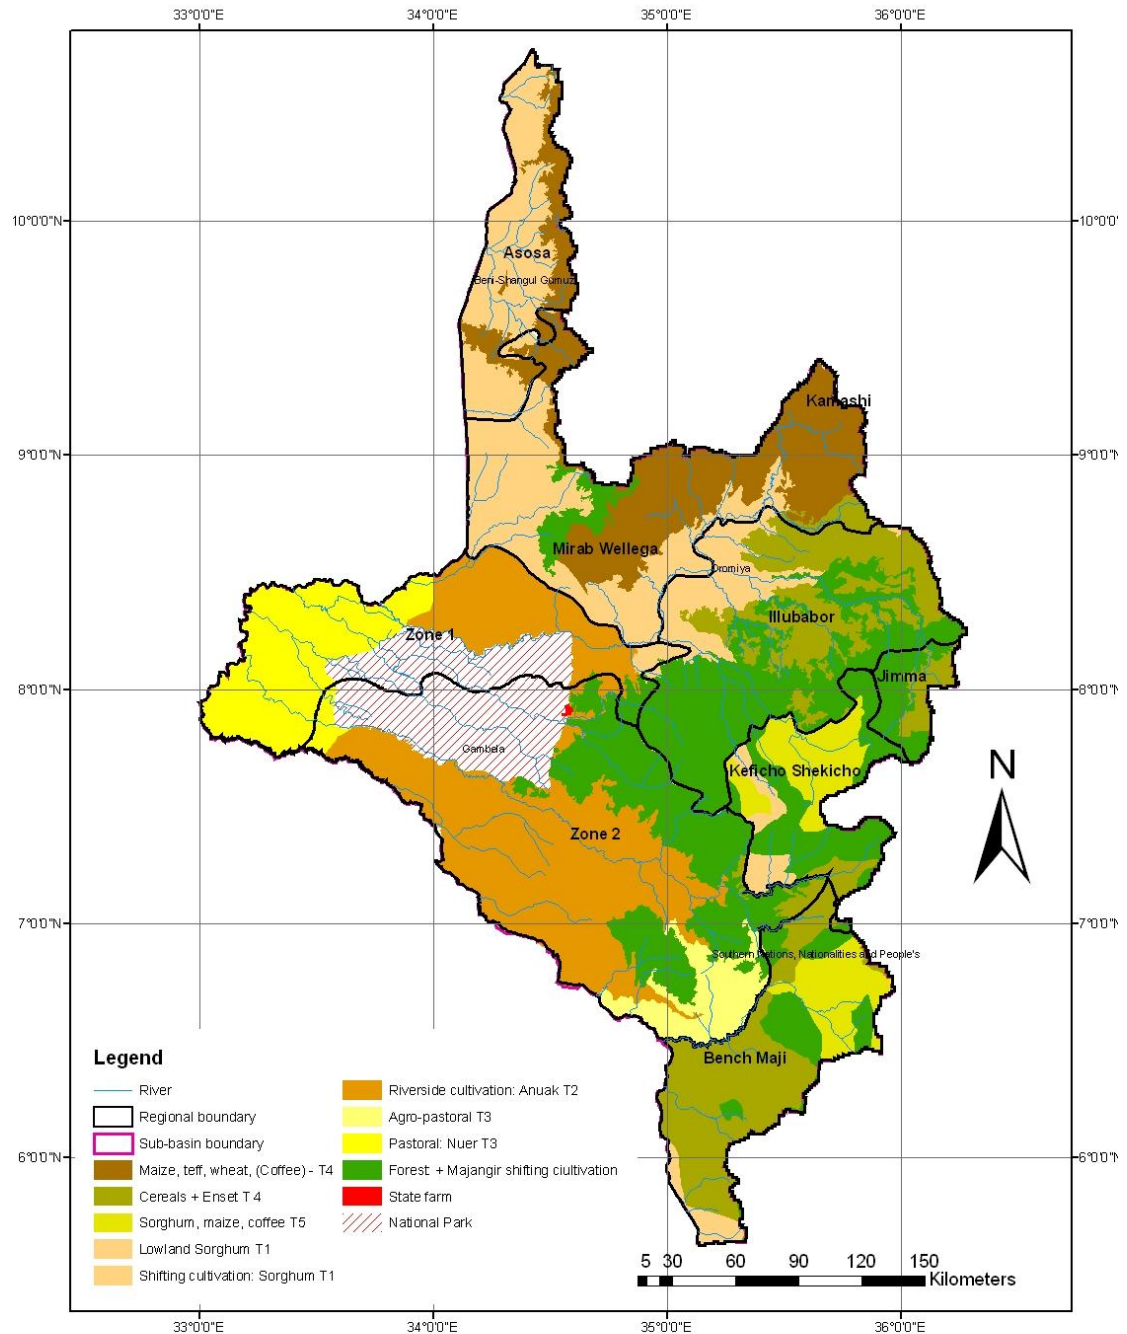 33°0'0"E 34°0'0"E 35°0'0"E 36°0'0"E
10°0'0"N 10°0'0'
Asosa
Beni-Shangul Gumuz
Kamashi
9°0'0"N 9°0'0"N
Mirab Wellega
Oromiya
Illubabor
Zone 1
Jimma
8°0'0"N 8°0'0"N
Gambela
Keficho Shekicho
N
Zone 2
7°0'0"N 7°0'0"N
Southern Nations, Nationalities and People's
Bench Maji
Legend
River
Regional boundary
Sub-basin boundary
Maize, teff, wheat, (Coffee) - T4
Cereals + Enset T 4
Sorghum, maize, coffee T5
Lowland Sorghum T1
Shifting cultivation: Sorghum T1
Riverside cultivation: Anuak T2
Agro-pastoral T3
Pastoral: Nuer T3
Forest + Majangir shifting ciultivation
State farm
National Park
6°0'0"N 6°0'0"N
5 30 60 90 120 150
Kilometers
33°0'0"E 34°0'0"E 35°0'0"E 36°0'0"E